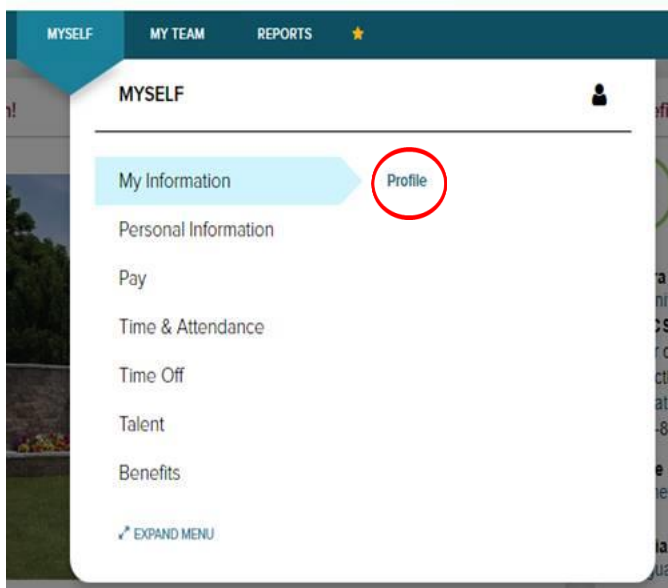 MYSELF MY TEAM REPORTS
MYSELF
My Information Profile
Personal Information
Pay
Time & Attendance
Time Off
Talent
Benefits
EXPAND MENU